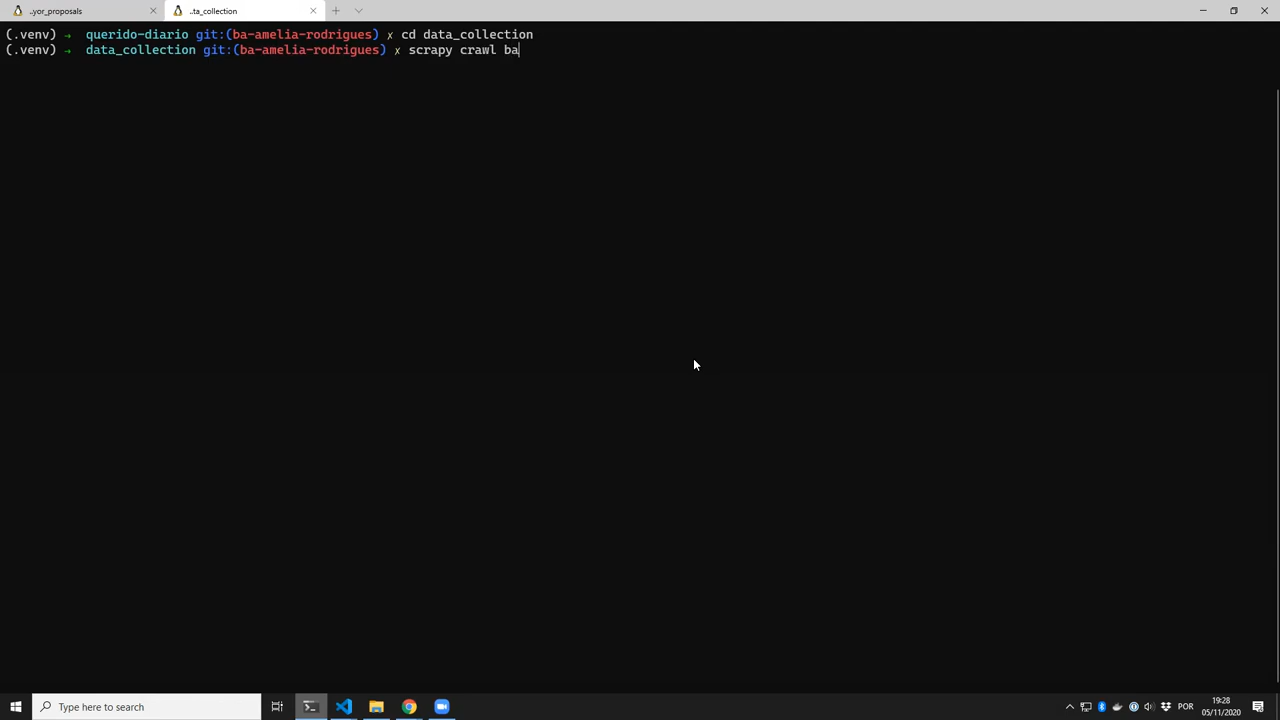 ..yor_proposals
..ta_collection
(.venv) → querido-diario git:(ba-amelia-rodrigues) ✗ cd data_collection
(.venv) → data_collection git:(ba-amelia-rodrigues) ✗ scrapy crawl ba
Type here to search
POR
19:28
05/11/2020